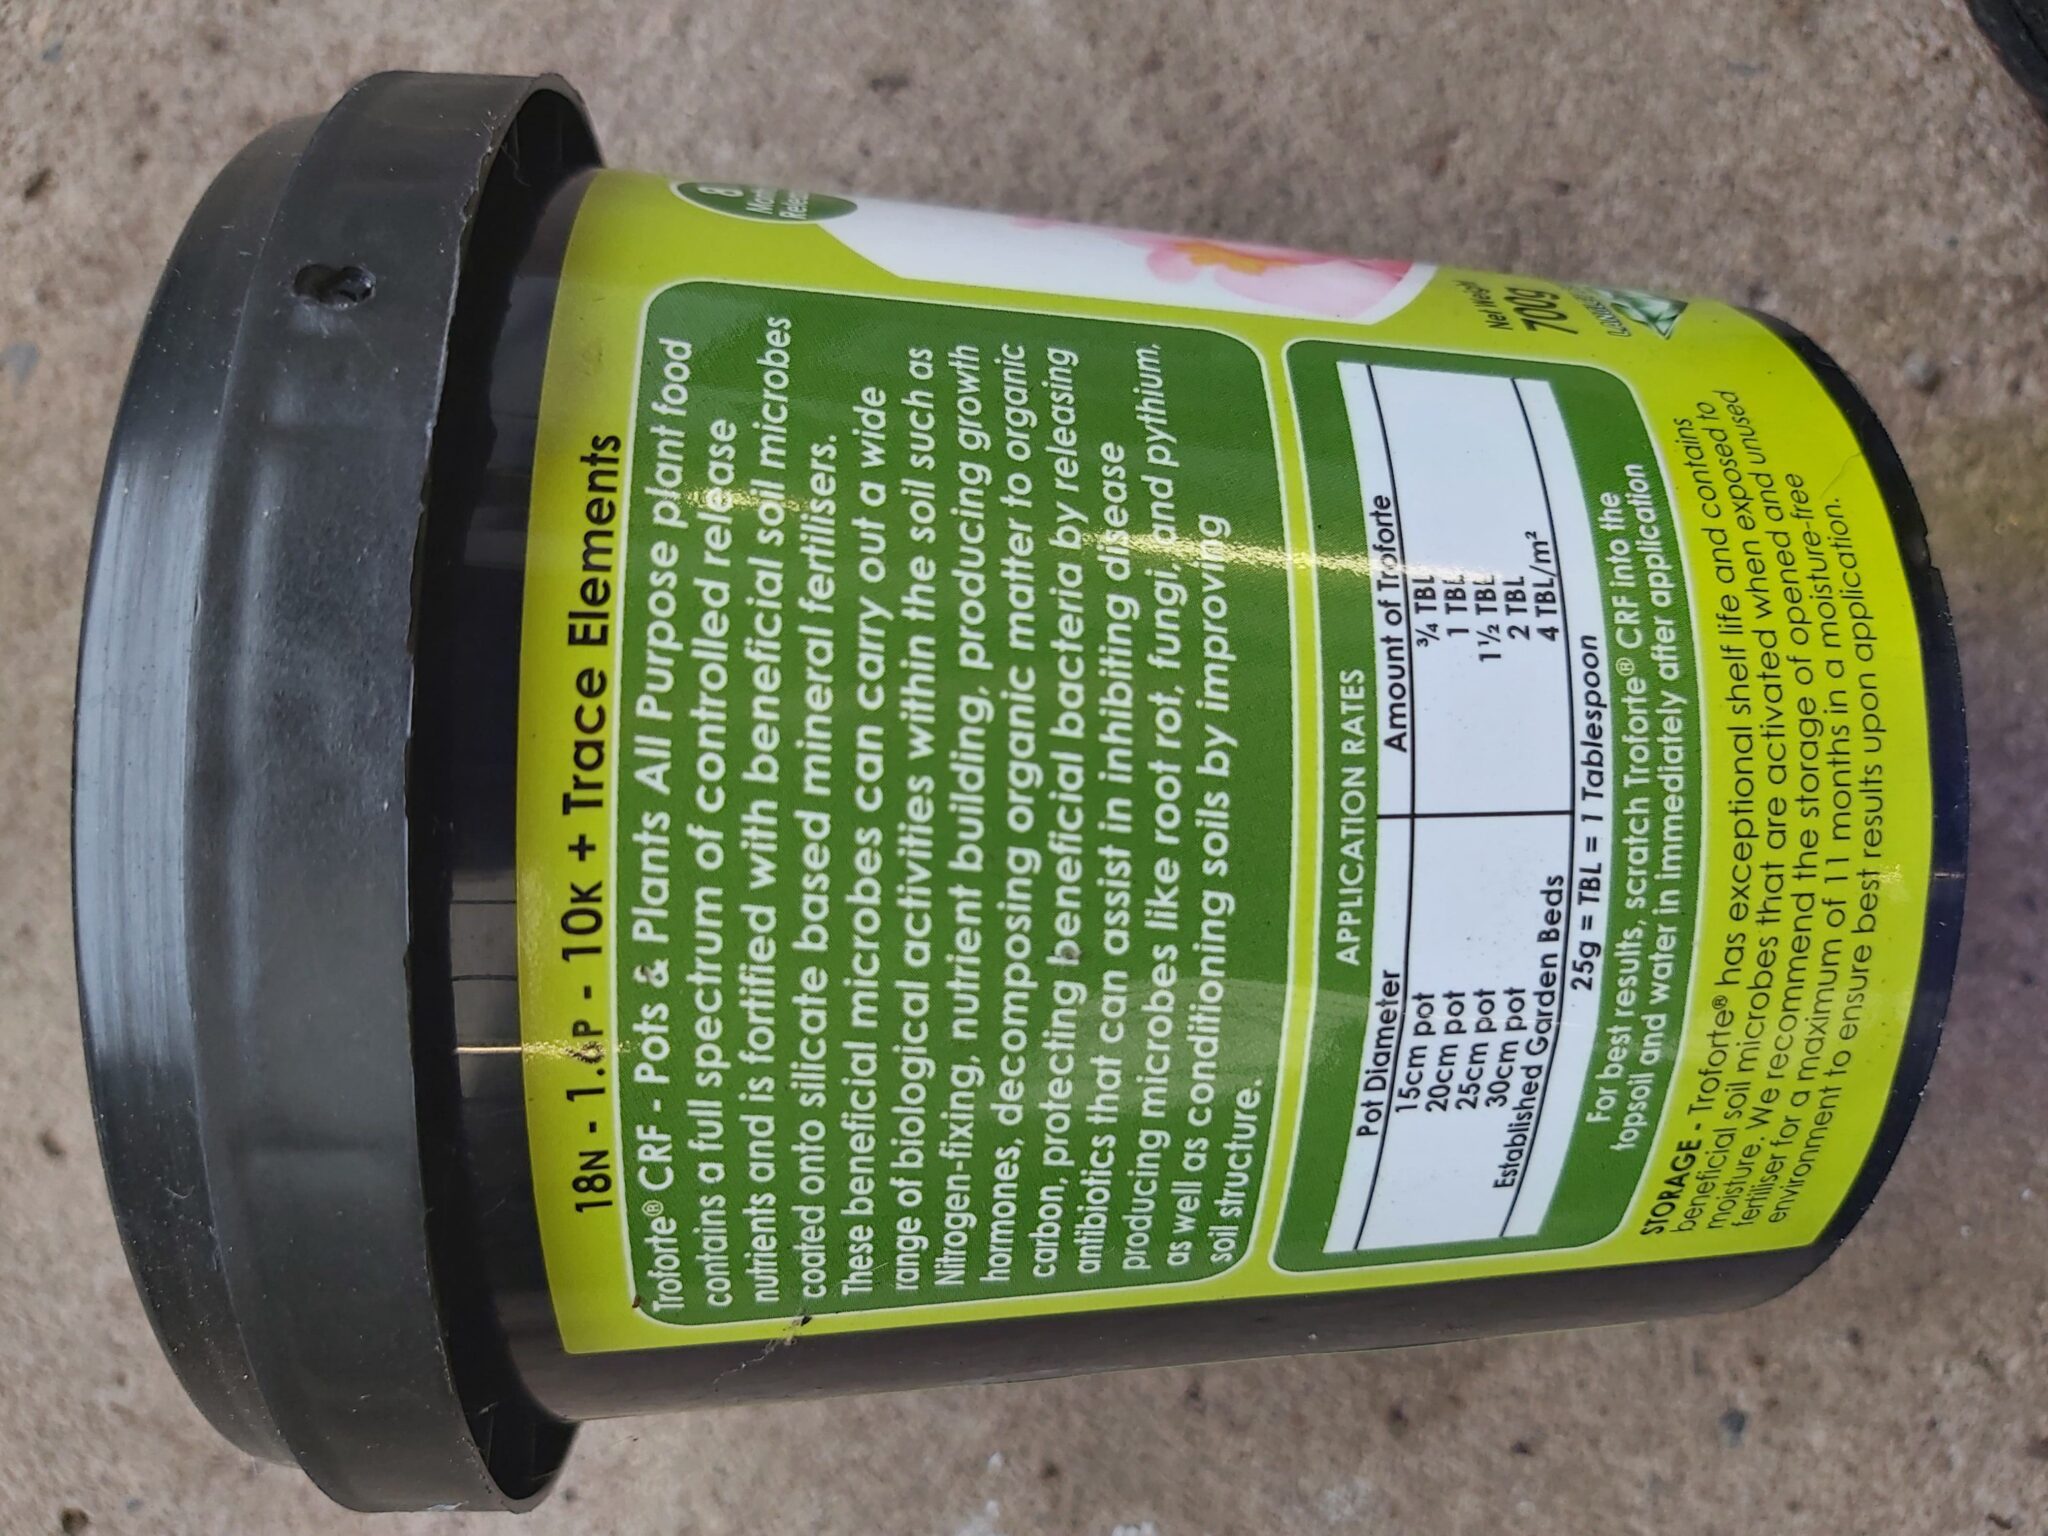 18N - 1.6P - 10K + Trace Elements
Troforte® CRF - Pots & Plants All Purpose plant food
contains a full spectrum of controlled release
nutrients and is fortified with beneficial soil microbes
coated onto silicate based mineral fertilisers.
These beneficial microbes can carry out a wide
range of biological activities within the soil such as
Nitrogen-fixing, nutrient building, producing growth
hormones, decomposing organic matter to organic
carbon, protecting beneficial bacteria by releasing
antibiotics that can assist in inhibiting disease
producing microbes like root rot, fungi, and pythium,
as well as conditioning soils by improving
soil structure.
APPLICATION RATES
Pot Diameter Amount of Troforte
15cm pot ¾ TBL
20cm pot 1 TBL
25cm pot 1½ TBL
30cm pot 2 TBL
Established Garden Beds 4 TBL/m²
25g = TBL = 1 Tablespoon
For best results, scratch Troforte® CRF into the
topsoil and water in immediately after application
STORAGE - Troforte® has exceptional shelf life and contains
beneficial soil microbes that are activated when exposed to
moisture. We recommend the storage of opened and unused
fertiliser for a maximum of 11 months in a moisture-free
environment to ensure best results upon application.
8
Net Weight
700g